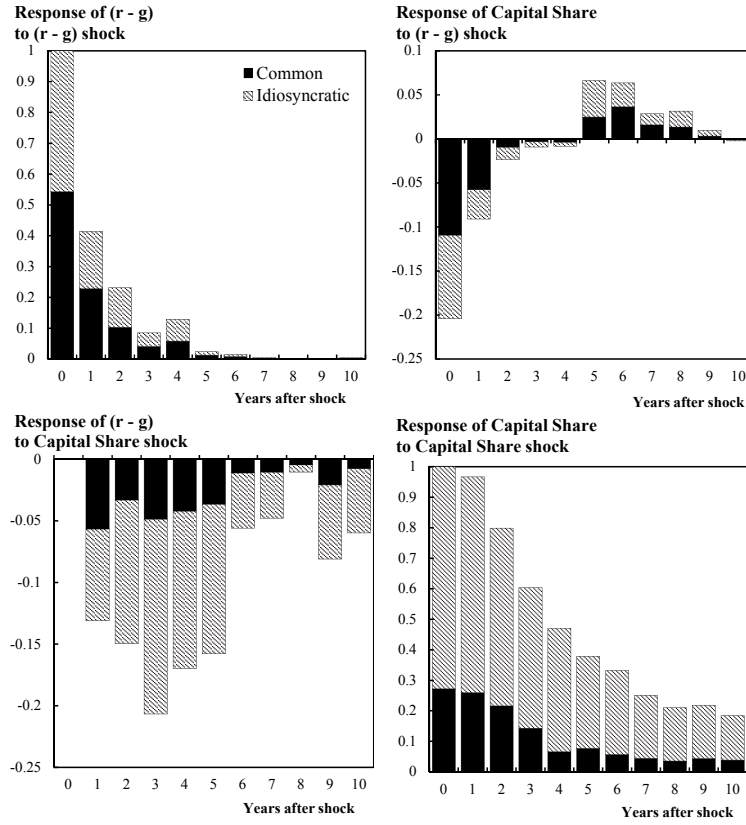 Response of (r - g)
to (r - g) shock
1
0.9
0.8
0.7
0.6
0.5
0.4
0.3
0.2
0.1
0
Common
Idiosyncratic
0 1 2 3 4 5 6 7 8 9 10
Years after shock
Response of Capital Share
to (r - g) shock
0.1
0.05
0
-0.05
-0.1
-0.15
-0.2
-0.25
0 1 2 3 4 5 6 7 8 9 10
Years after shock
Response of (r - g)
to Capital Share shock
0
-0.05
-0.1
-0.15
-0.2
-0.25
0 1 2 3 4 5 6 7 8 9 10
Years after shock
Response of Capital Share
to Capital Share shock
1
0.9
0.8
0.7
0.6
0.5
0.4
0.3
0.2
0.1
0
0 1 2 3 4 5 6 7 8 9 10
Years after shock